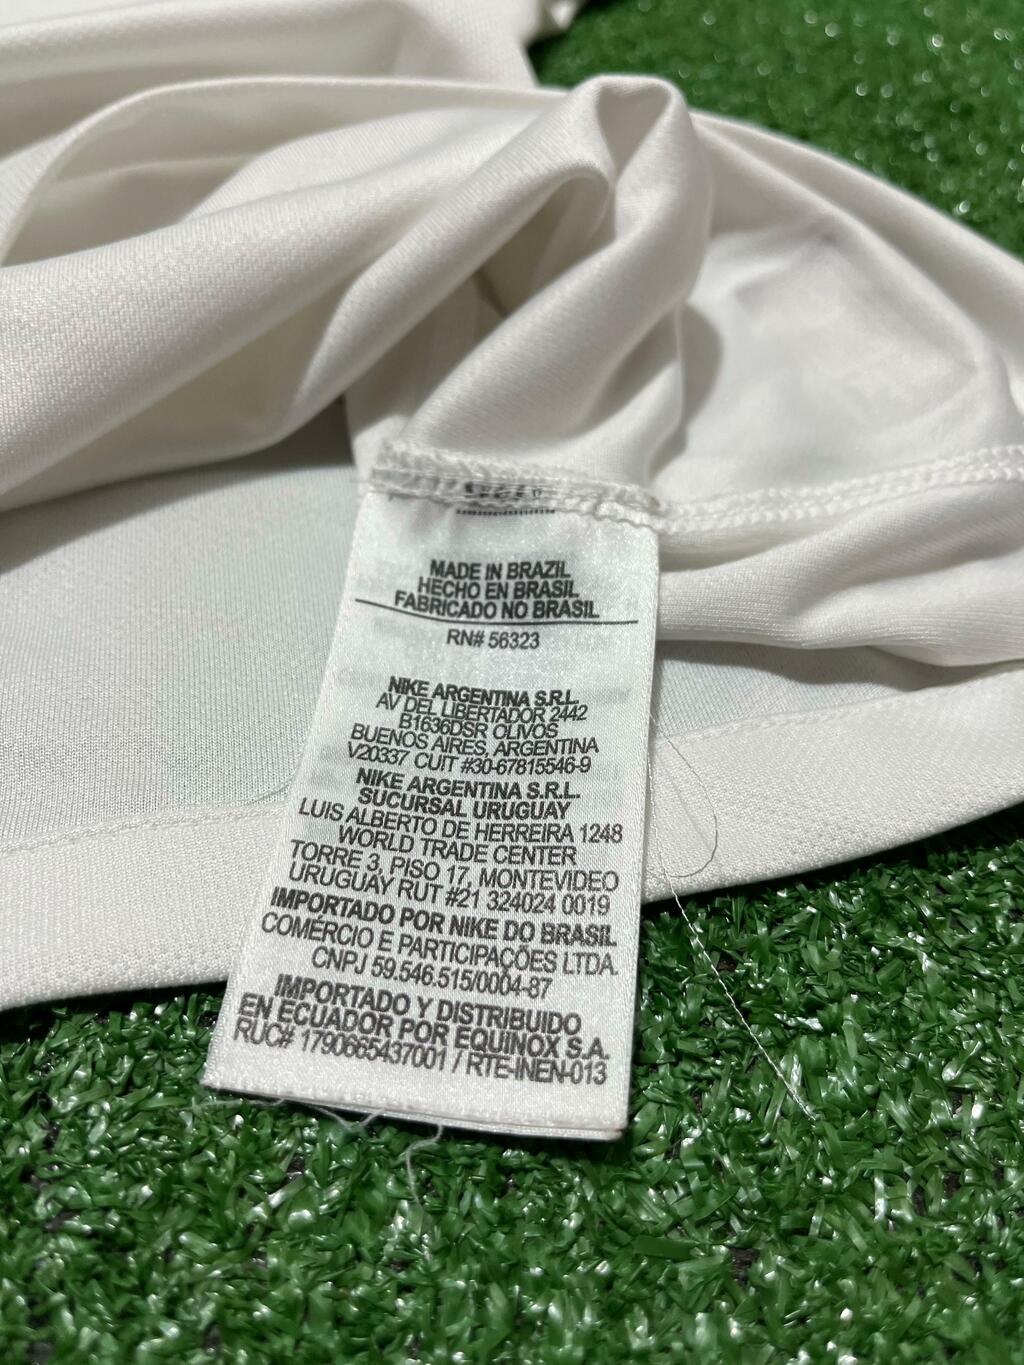 MADE IN BRAZIL
HECHO EN BRASIL
FABRICADO NO BRASIL
RN# 56323
NIKE ARGENTINA S.R.L.
AV DEL LIBERTADOR 2442
B1636DSR OLIVOS
BUENOS AIRES, ARGENTINA
V20337 CUIT #30-67815546-9
NIKE ARGENTINA S.R.L.
SUCURSAL URUGUAY
LUIS ALBERTO DE HERREIRA 1248
WORLD TRADE CENTER
TORRE 3, PISO 17, MONTEVIDEO
URUGUAY RUT #21 324024 0019
IMPORTADO POR NIKE DO BRASIL
COMÉRCIO E PARTICIPAÇÕES LTDA.
CNPJ 59.546.515/0004-87
IMPORTADO Y DISTRIBUIDO
EN ECUADOR POR EQUINOX S.A.
RUC# 1790665437001 / RTE-INEN-013